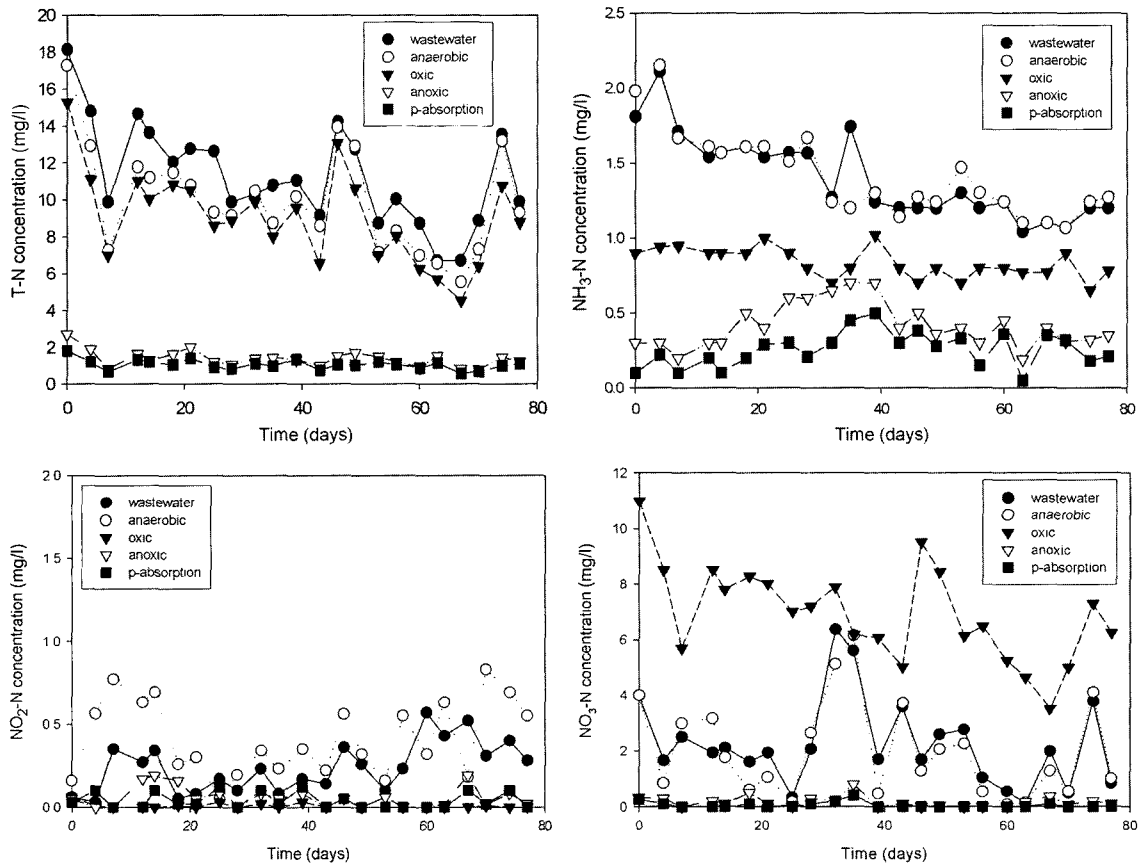 T-N concentration (mg/l)
20
18
16
14
12
10
8
6
4
2
0
wastewater
anaerobic
oxic
anoxic
p-absorption
0
20
40
60
80
Time (days)
NH3-N concentration (mg/l)
2.5
2.0
1.5
1.0
0.5
0.0
wastewater
anaerobic
oxic
anoxic
p-absorption
0
20
40
60
80
Time (days)
NO2-N concentration (mg/l)
2 0
1.5
1.0
0 5
0.0
wastewater
anaerobic
oxic
anoxic
p-absorption
0
20
40
60
80
Time (days)
NO3-N concentration (mg/l)
12
10
8
6
4
2
0
wastewater
anaerobic
oxic
anoxic
p-absorption
0
20
40
60
80
Time (days)